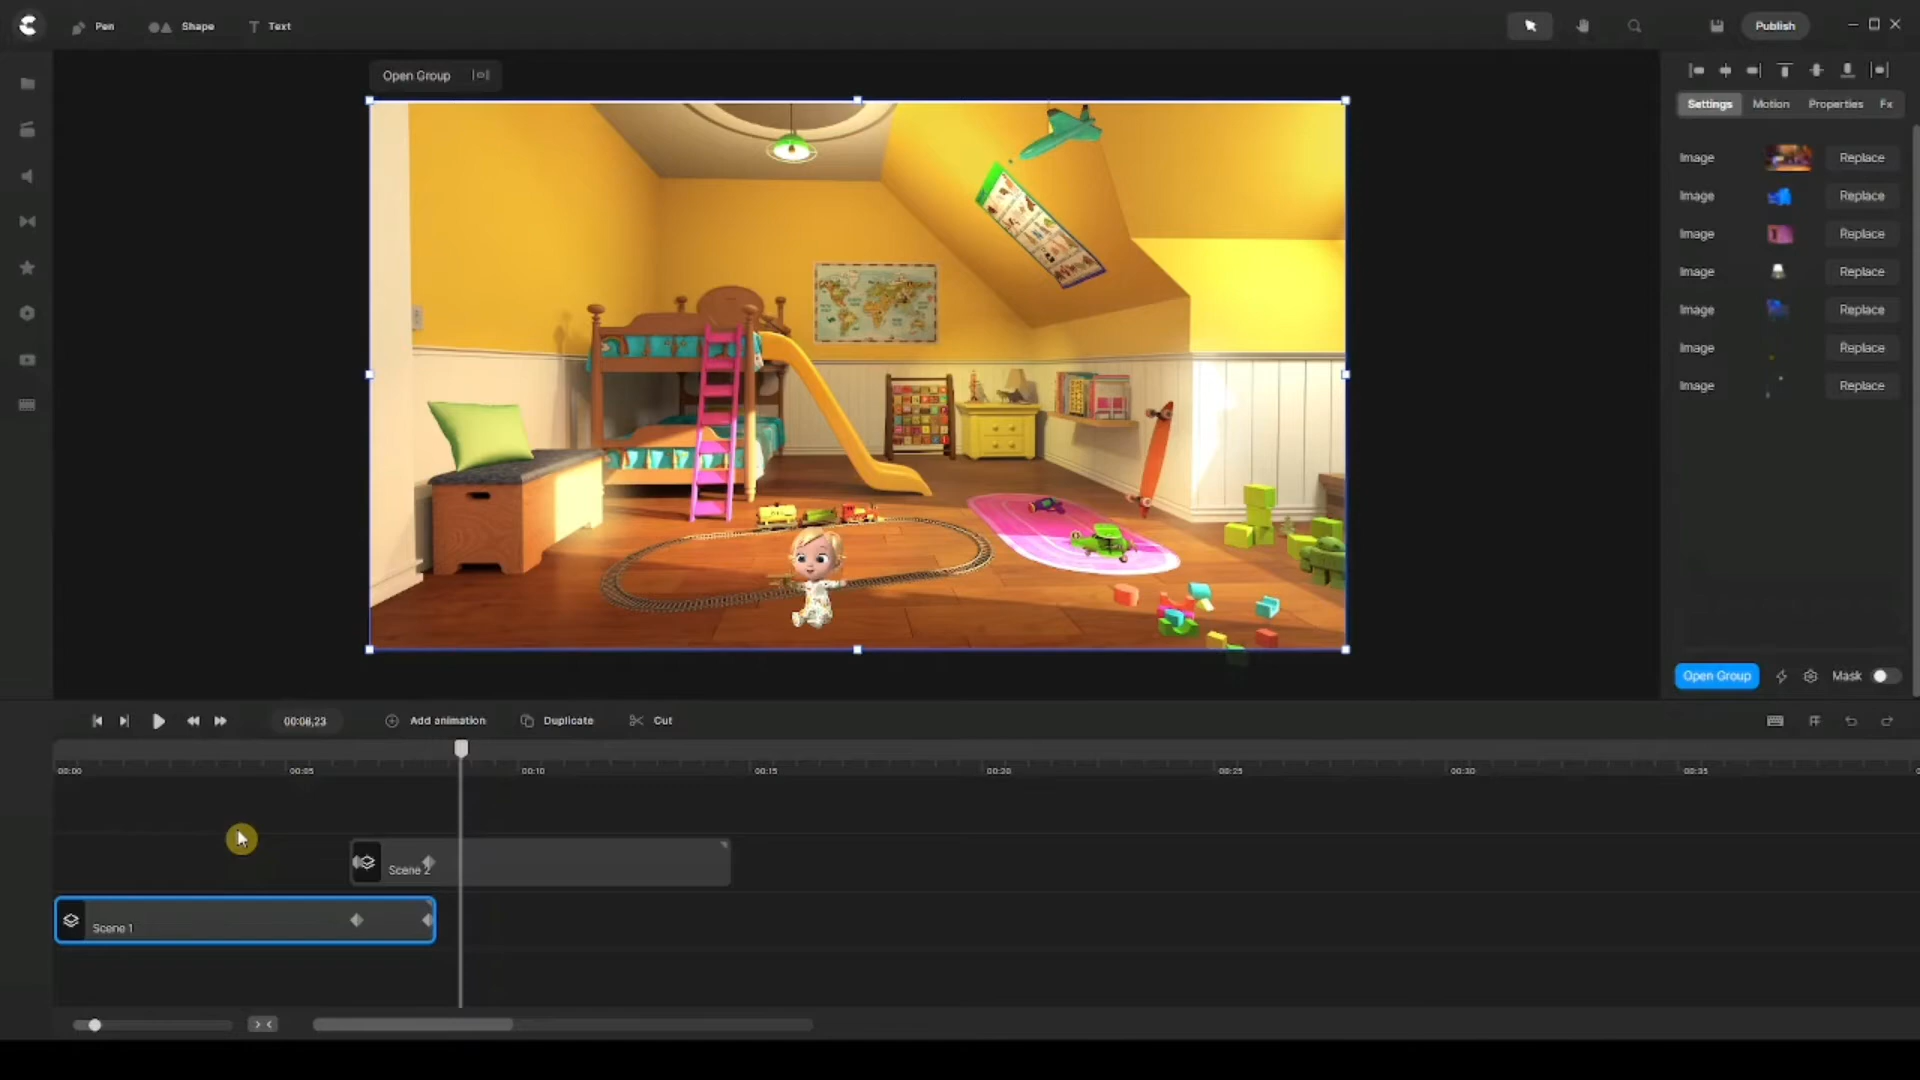 Pen
Shape
Text
Publish
Open Group
Settings
Motion
Properties
Fx
Image
Replace
Image
Replace
Image
Replace
Image
Replace
Image
Replace
Image
Replace
Image
Replace
Open Group
Mask
00:08,23
Add animation
Duplicate
Cut
00:00
00:05
00:10
00:15
00:20
00:25
00:30
00:35
Scene 2
Scene 1